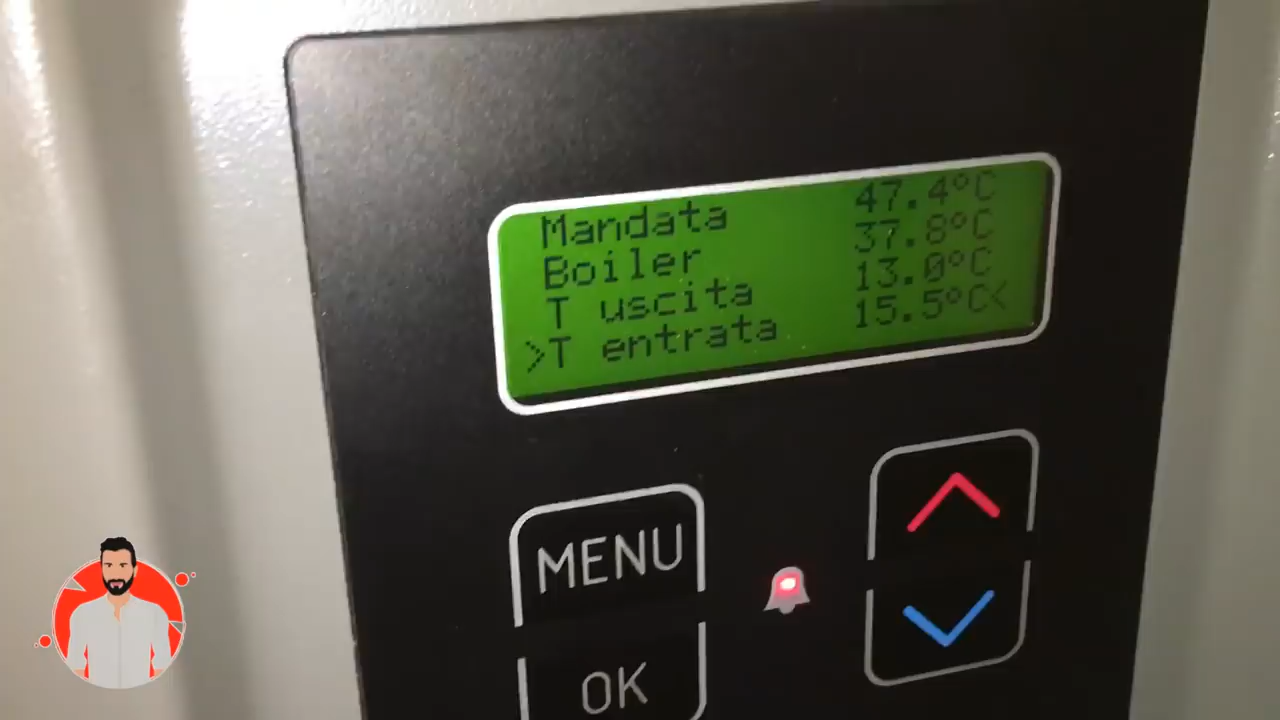 Mandata 47.4°C
Boiler 37.8°C
T uscita 13.0°C
>T entrata 15.5°C<
MENU
OK